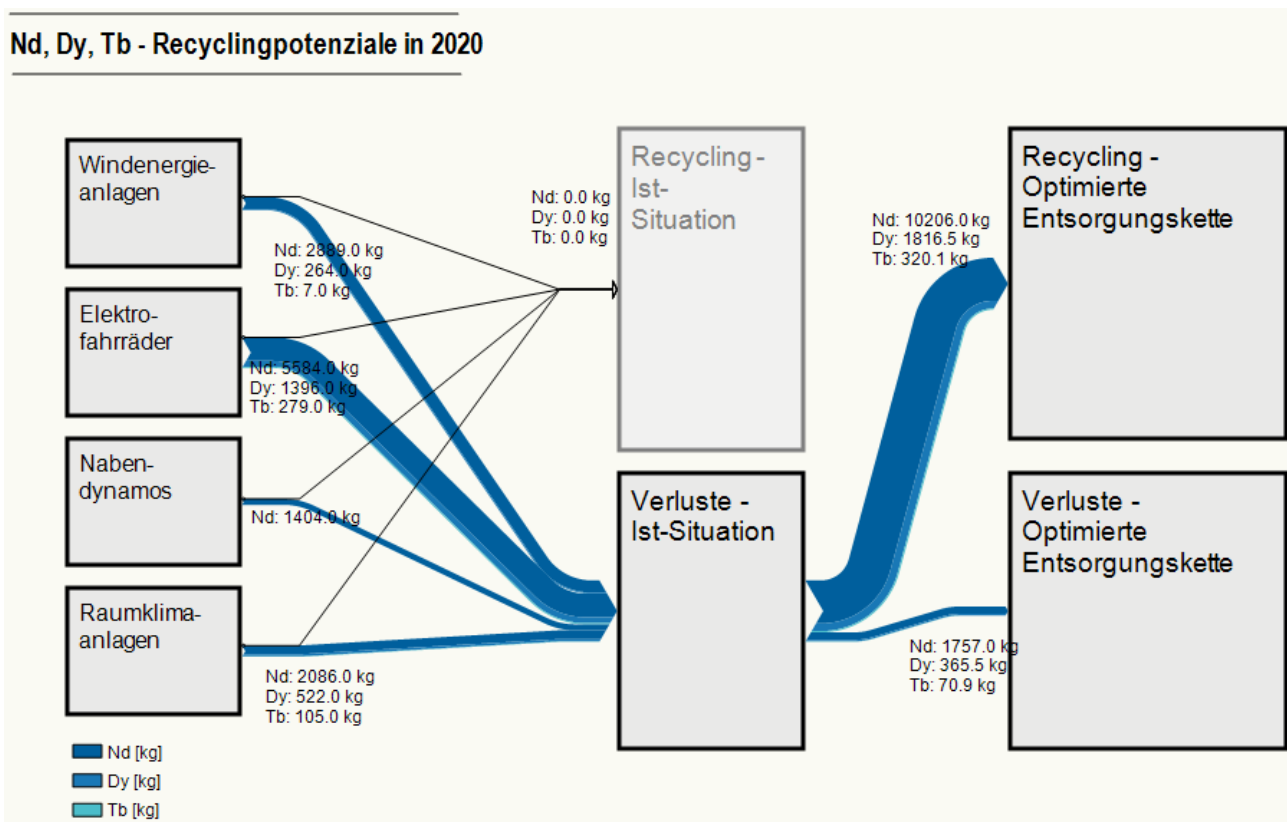 Nd, Dy, Tb - Recyclingpotenziale in 2020
Windenergie-
anlagen
Nd: 2889.0 kg
Dy: 264.0 kg
Tb: 7.0 kg
Elektro-
fahrräder
Nd: 5584.0 kg
Dy: 1396.0 kg
Tb: 279.0 kg
Naben-
dynamos
Nd: 1404.0 kg
Raumklima-
anlagen
Nd: 2086.0 kg
Dy: 522.0 kg
Tb: 105.0 kg
Nd: 0.0 kg
Dy: 0.0 kg
Tb: 0.0 kg
Recycling -
Ist-
Situation
Verluste -
Ist-Situation
Nd: 10206.0 kg
Dy: 1816.5 kg
Tb: 320.1 kg
Recycling -
Optimierte
Entsorgungskette
Nd: 1757.0 kg
Dy: 365.5 kg
Tb: 70.9 kg
Verluste -
Optimierte
Entsorgungskette
Nd [kg]
Dy [kg]
Tb [kg]